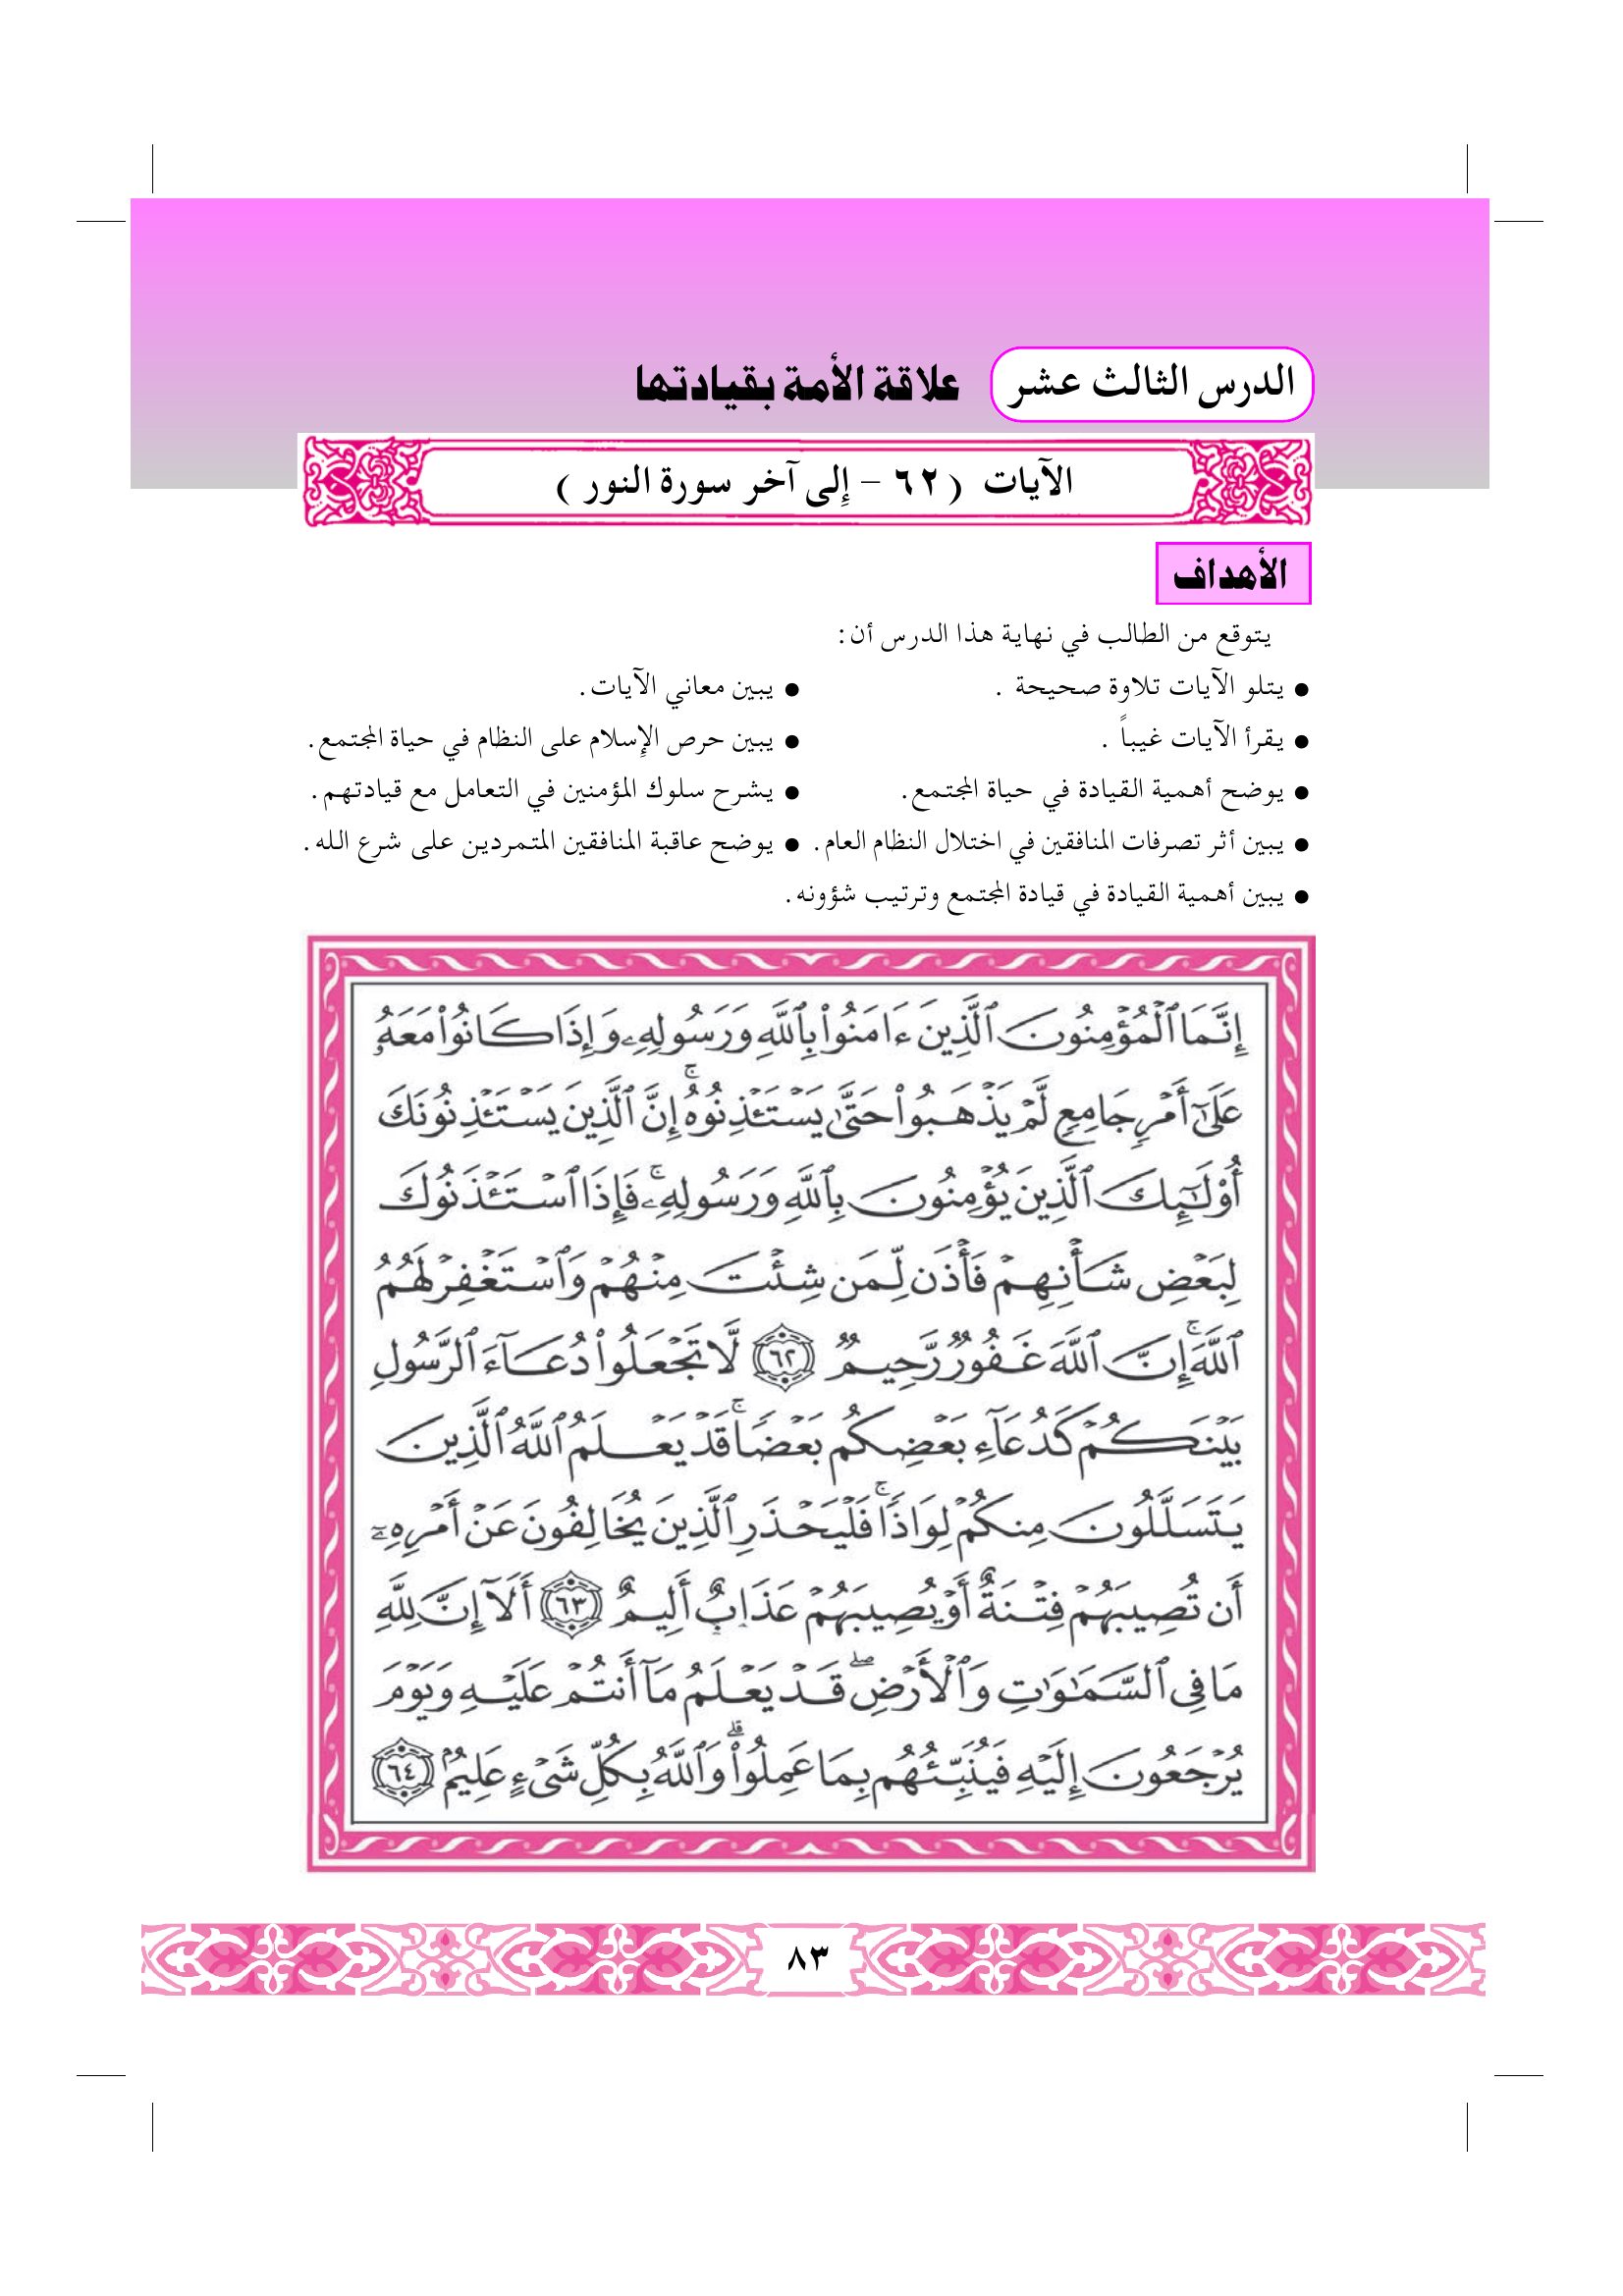 الدرس الثالث عشر علاقة الأمة بقيادتها
الآيات ( ٦٢ - إلى آخر سورة النور )
الأهداف
يتوقع من الطالب في نهاية هذا الدرس أن:
● يتلو الآيات تلاوة صحيحة . ● يبين معاني الآيات.
● يقرأ الآيات غيباً . ● يبين حرص الإسلام على النظام في حياة المجتمع.
● يوضح أهمية القيادة في حياة المجتمع. ● يشرح سلوك المؤمنين في التعامل مع قيادتهم.
● يبين أثر تصرفات المنافقين في اختلال النظام العام. ● يوضح عاقبة المنافقين المتمردين على شرع الله.
● يبين أهمية القيادة في قيادة المجتمع وترتيب شؤونه.
إِنَّمَا ٱلْمُؤْمِنُونَ ٱلَّذِينَ ءَامَنُوا۟ بِٱللَّهِ وَرَسُولِهِۦ وَإِذَا كَانُوا۟ مَعَهُۥ
عَلَىٰٓ أَمْرٍ جَامِعٍ لَّمْ يَذْهَبُوا۟ حَتَّىٰ يَسْتَـْٔذِنُوهُ ۚ إِنَّ ٱلَّذِينَ يَسْتَـْٔذِنُونَكَ
أُو۟لَـٰٓئِكَ ٱلَّذِينَ يُؤْمِنُونَ بِٱللَّهِ وَرَسُولِهِۦ ۚ فَإِذَا ٱسْتَـْٔذَنُوكَ
لِبَعْضِ شَأْنِهِمْ فَأْذَن لِّمَن شِئْتَ مِنْهُمْ وَٱسْتَغْفِرْ لَهُمُ
ٱللَّهَ ۚ إِنَّ ٱللَّهَ غَفُورٌ رَّحِيمٌ ٦٢ لَّا تَجْعَلُوا۟ دُعَآءَ ٱلرَّسُولِ
بَيْنَكُمْ كَدُعَآءِ بَعْضِكُم بَعْضًا ۚ قَدْ يَعْلَمُ ٱللَّهُ ٱلَّذِينَ
يَتَسَلَّلُونَ مِنكُمْ لِوَاذًا ۚ فَلْيَحْذَرِ ٱلَّذِينَ يُخَالِفُونَ عَنْ أَمْرِهِۦٓ
أَن تُصِيبَهُمْ فِتْنَةٌ أَوْ يُصِيبَهُمْ عَذَابٌ أَلِيمٌ ٦٣ أَلَآ إِنَّ لِلَّهِ
مَا فِى ٱلسَّمَـٰوَٰتِ وَٱلْأَرْضِ ۖ قَدْ يَعْلَمُ مَآ أَنتُمْ عَلَيْهِ وَيَوْمَ
يُرْجَعُونَ إِلَيْهِ فَيُنَبِّئُهُم بِمَا عَمِلُوا۟ ۗ وَٱللَّهُ بِكُلِّ شَىْءٍ عَلِيمٌۢ ٦٤
٨٣